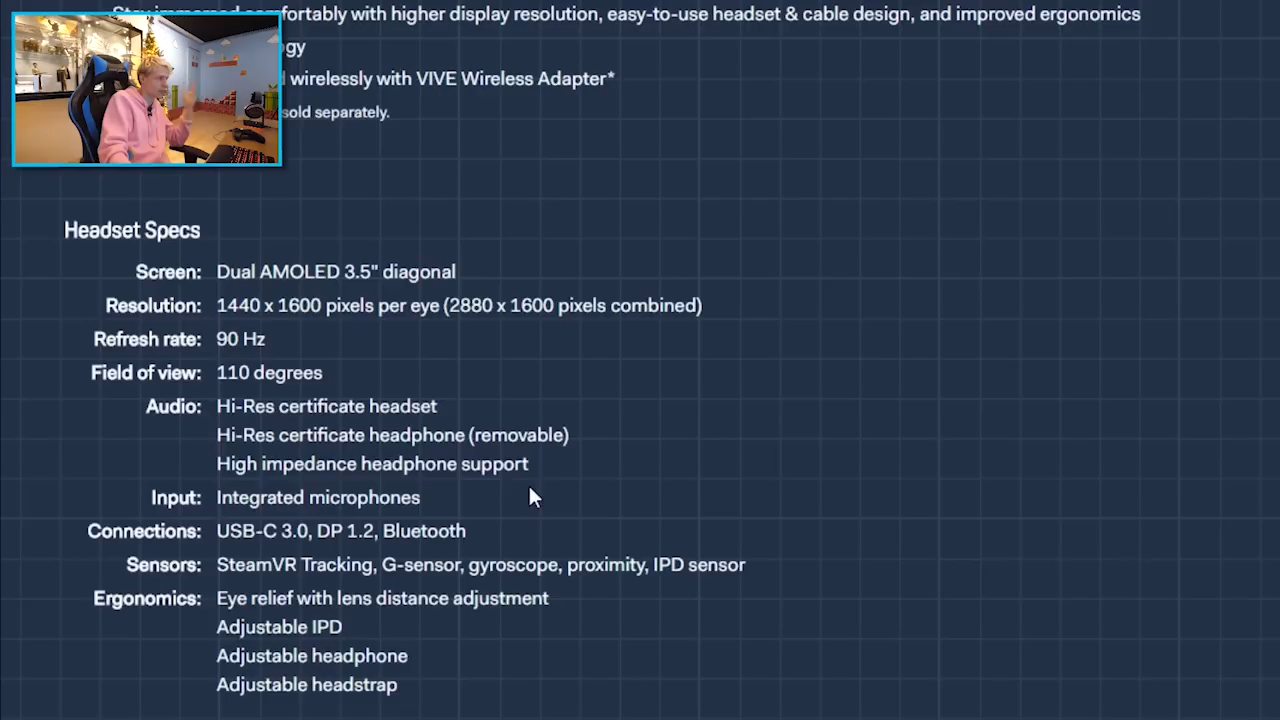 Stay immersed comfortably with higher display resolution, easy-to-use headset & cable design, and improved ergonomics
wirelessly with VIVE Wireless Adapter*
sold separately.
Headset Specs
Screen: Dual AMOLED 3.5" diagonal
Resolution: 1440 x 1600 pixels per eye (2880 x 1600 pixels combined)
Refresh rate: 90 Hz
Field of view: 110 degrees
Audio: Hi-Res certificate headset
Hi-Res certificate headphone (removable)
High impedance headphone support
Input: Integrated microphones
Connections: USB-C 3.0, DP 1.2, Bluetooth
Sensors: SteamVR Tracking, G-sensor, gyroscope, proximity, IPD sensor
Ergonomics: Eye relief with lens distance adjustment
Adjustable IPD
Adjustable headphone
Adjustable headstrap